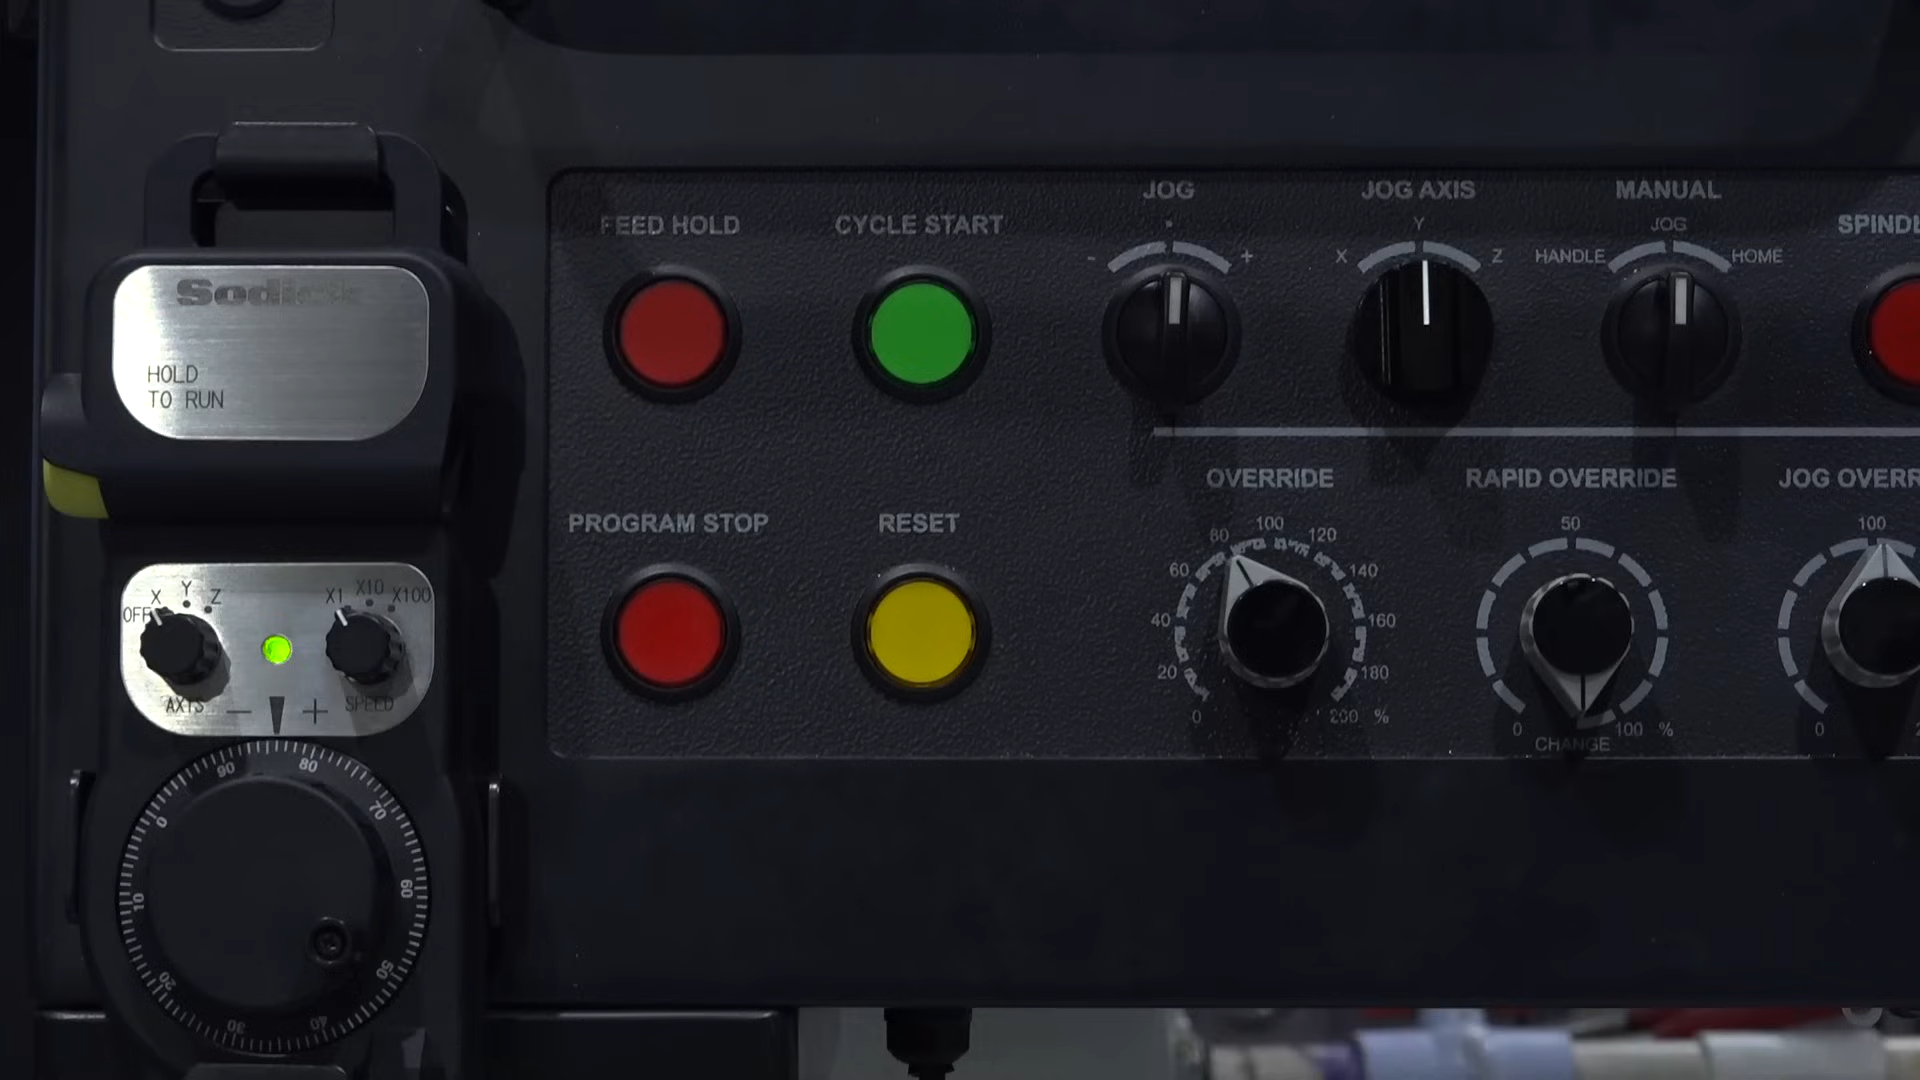 Sodick
HOLD
TO RUN
OFF X Y Z
X1 X10 X100
AXIS
- +
SPEED
0 10 20 30 40 50 60 70 80 90
FEED HOLD
CYCLE START
PROGRAM STOP
RESET
JOG
- • +
JOG AXIS
X Y Z
MANUAL
HANDLE JOG HOME
OVERRIDE
0 20 40 60 80 100 120 140 160 180 200 %
RAPID OVERRIDE
0 50 100 %
CHANGE
JOG
100
0